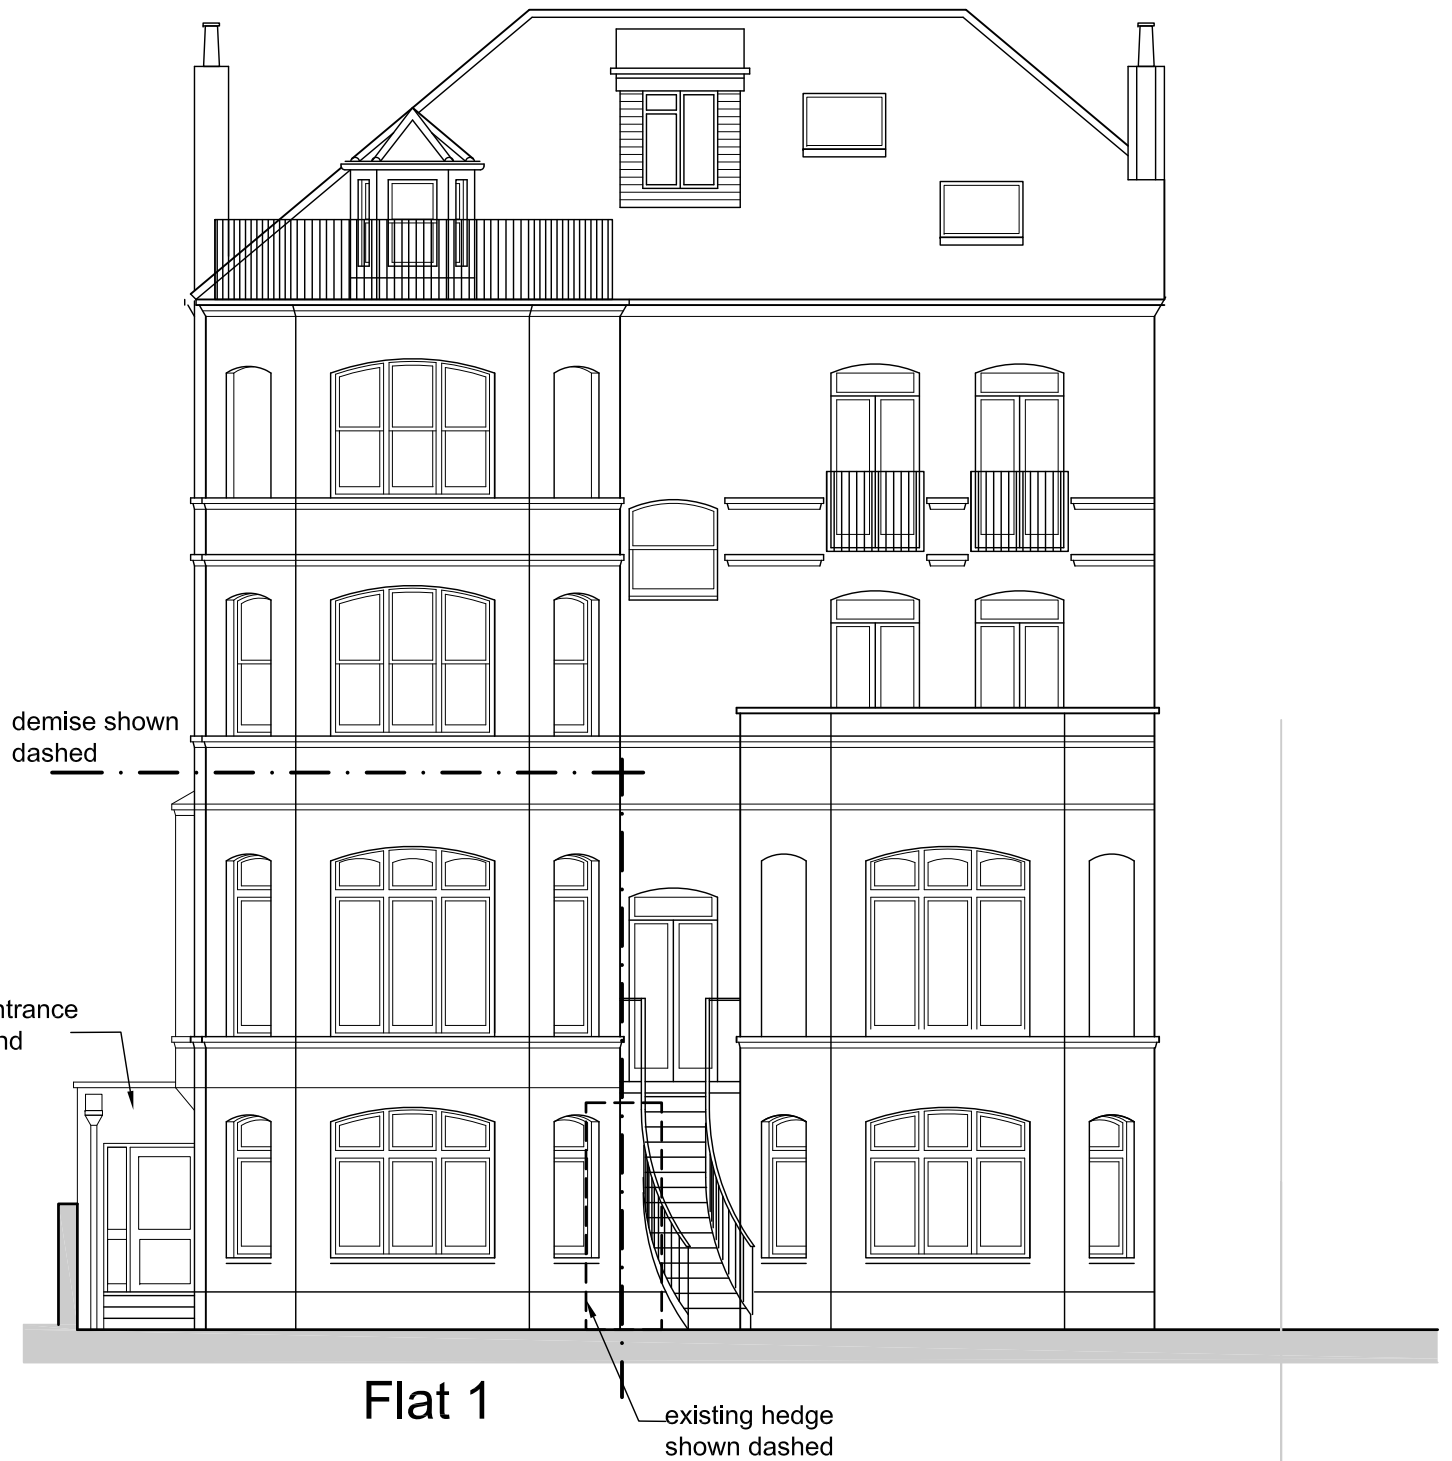 demise shown
dashed
ntrance
nd
Flat 1
existing hedge
shown dashed